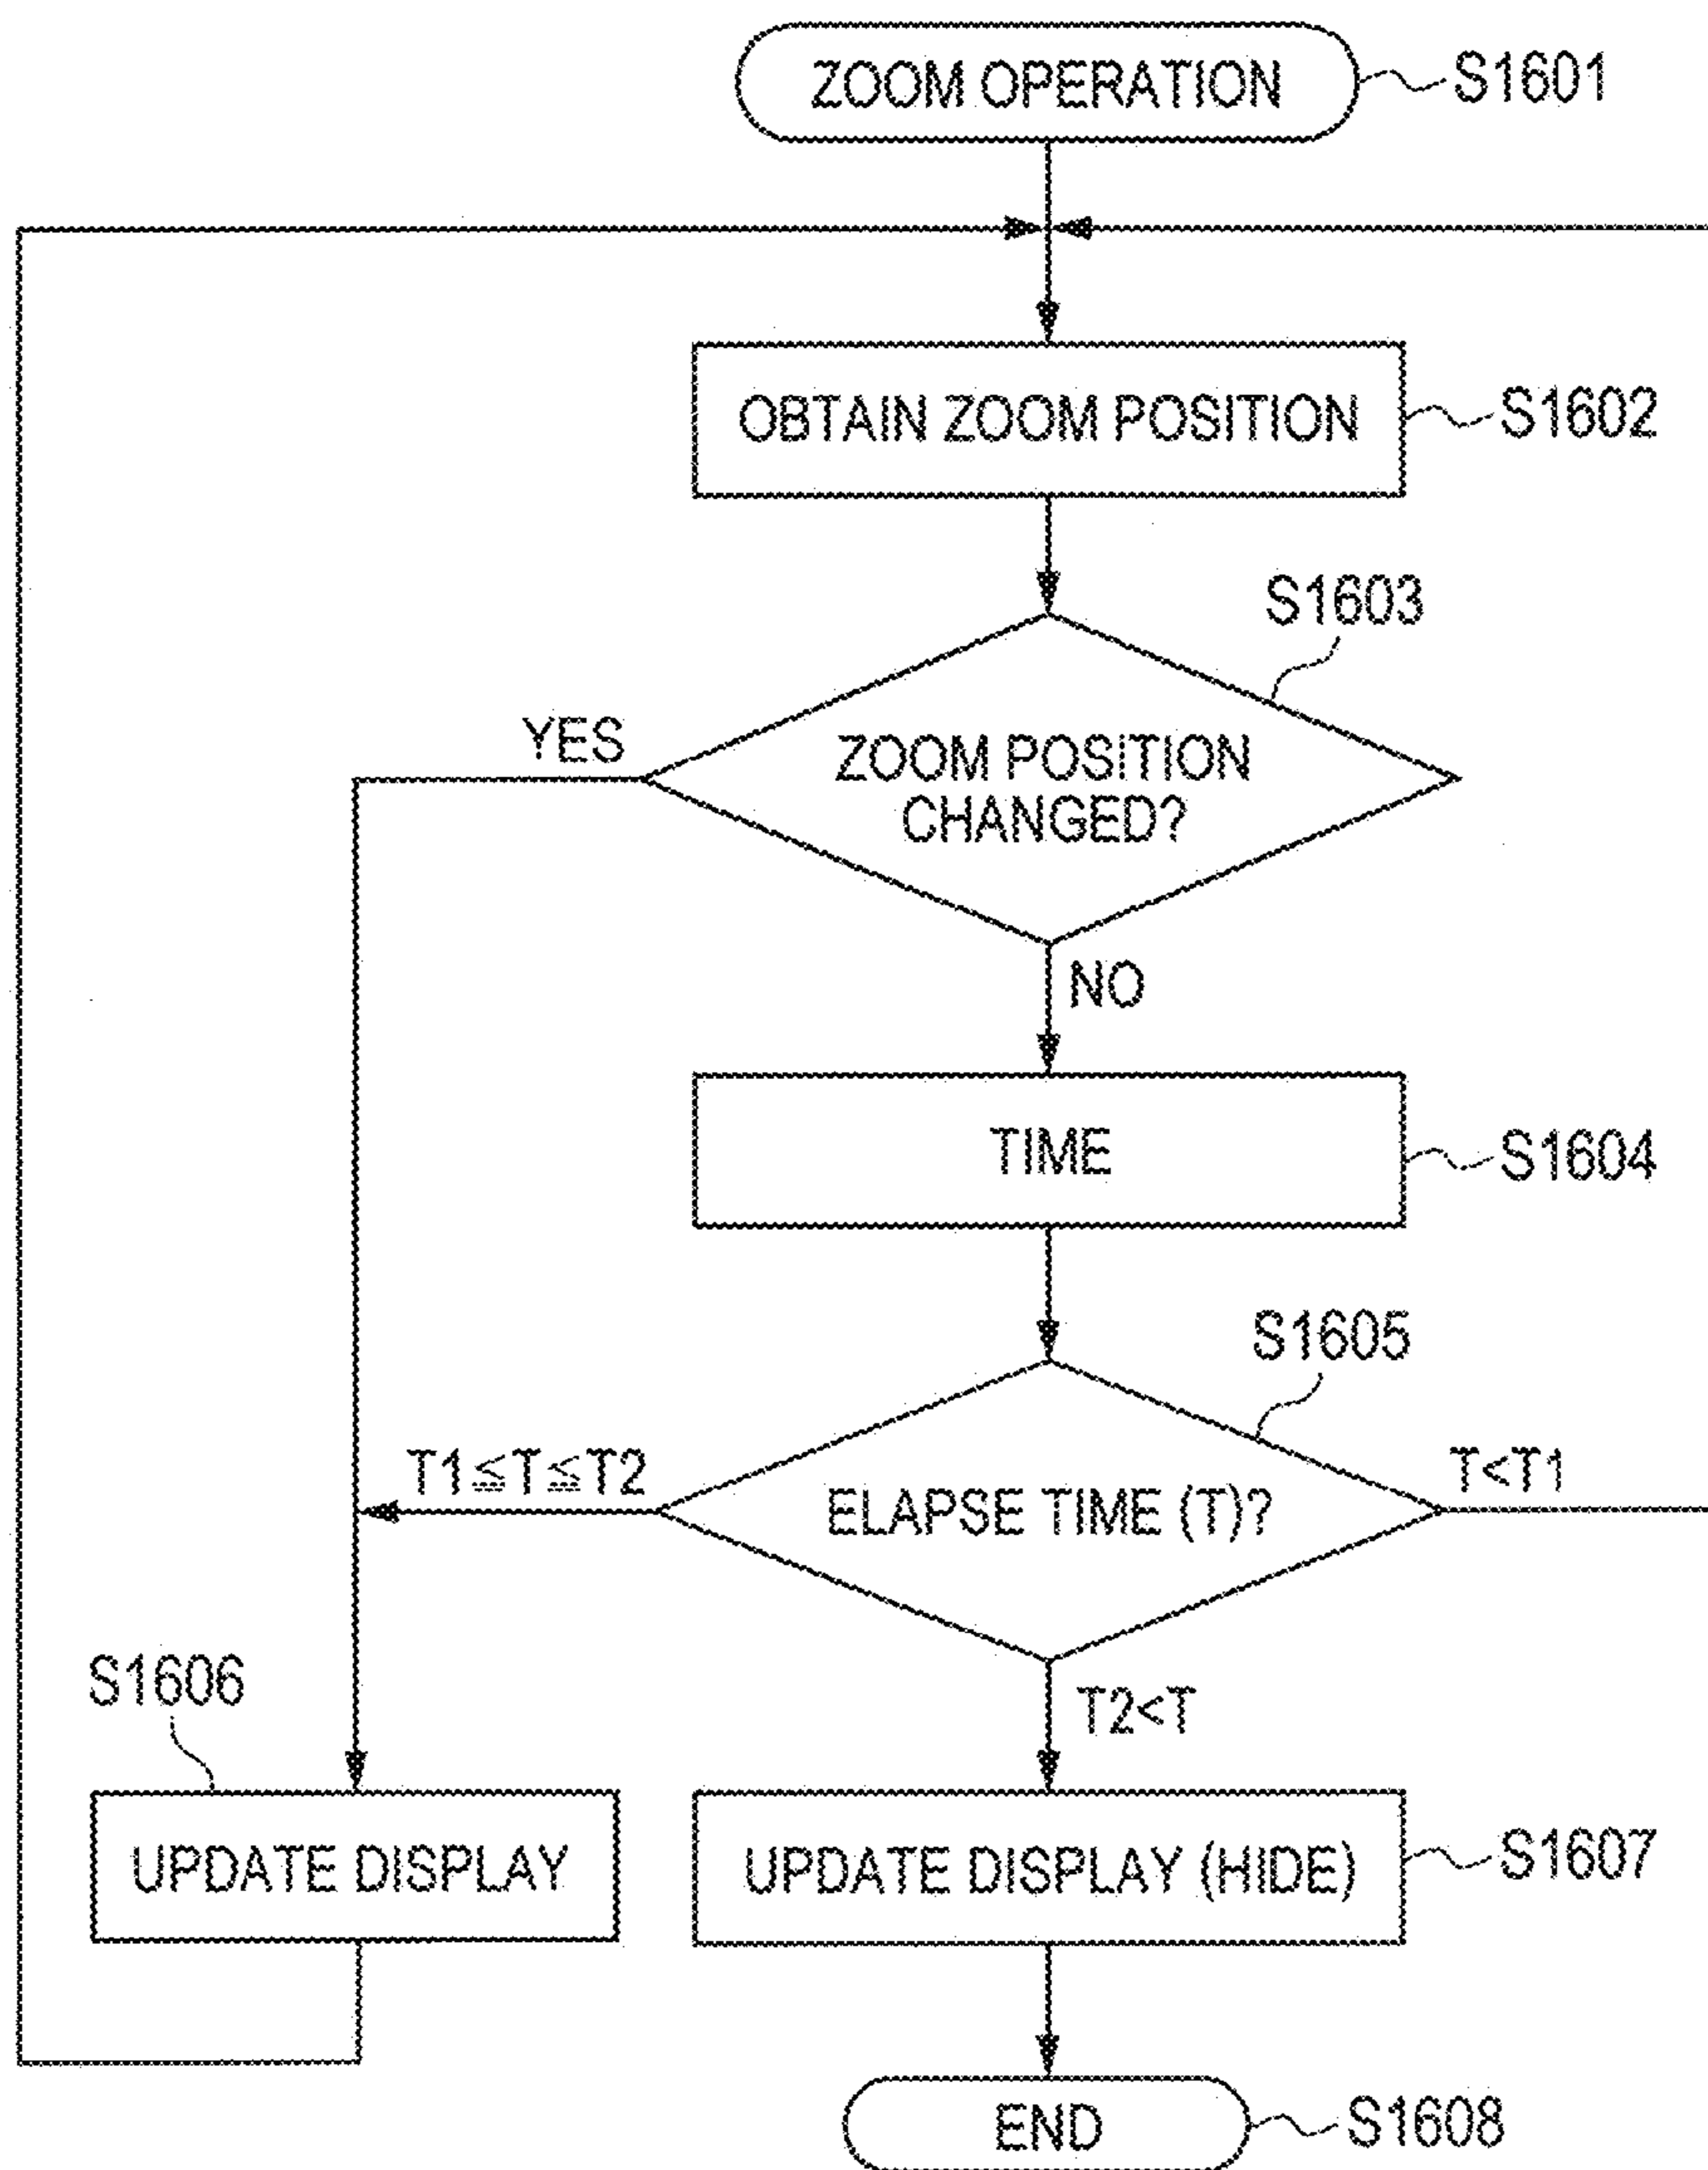 ZOOM OPERATION
S1601
OBTAIN ZOOM POSITION
S1602
S1603
YES
ZOOM POSITION
CHANGED?
NO
TIME
S1604
S1605
T1≦T≦T2
ELAPSE TIME (T)?
T<T1
S1606
T2<T
UPDATE DISPLAY
UPDATE DISPLAY (HIDE)
S1607
END
S1608